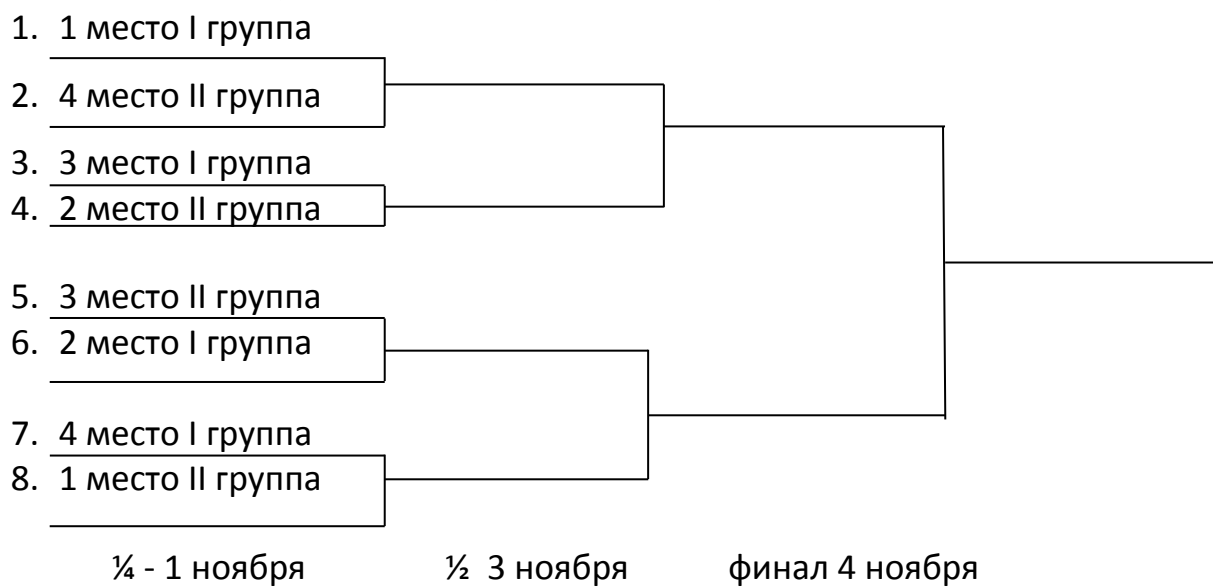 1. 1 место I группа
2. 4 место II группа
3. 3 место I группа
4. 2 место II группа
5. 3 место II группа
6. 2 место I группа
7. 4 место I группа
8. 1 место II группа
¼ - 1 ноября ½ 3 ноября финал 4 ноября